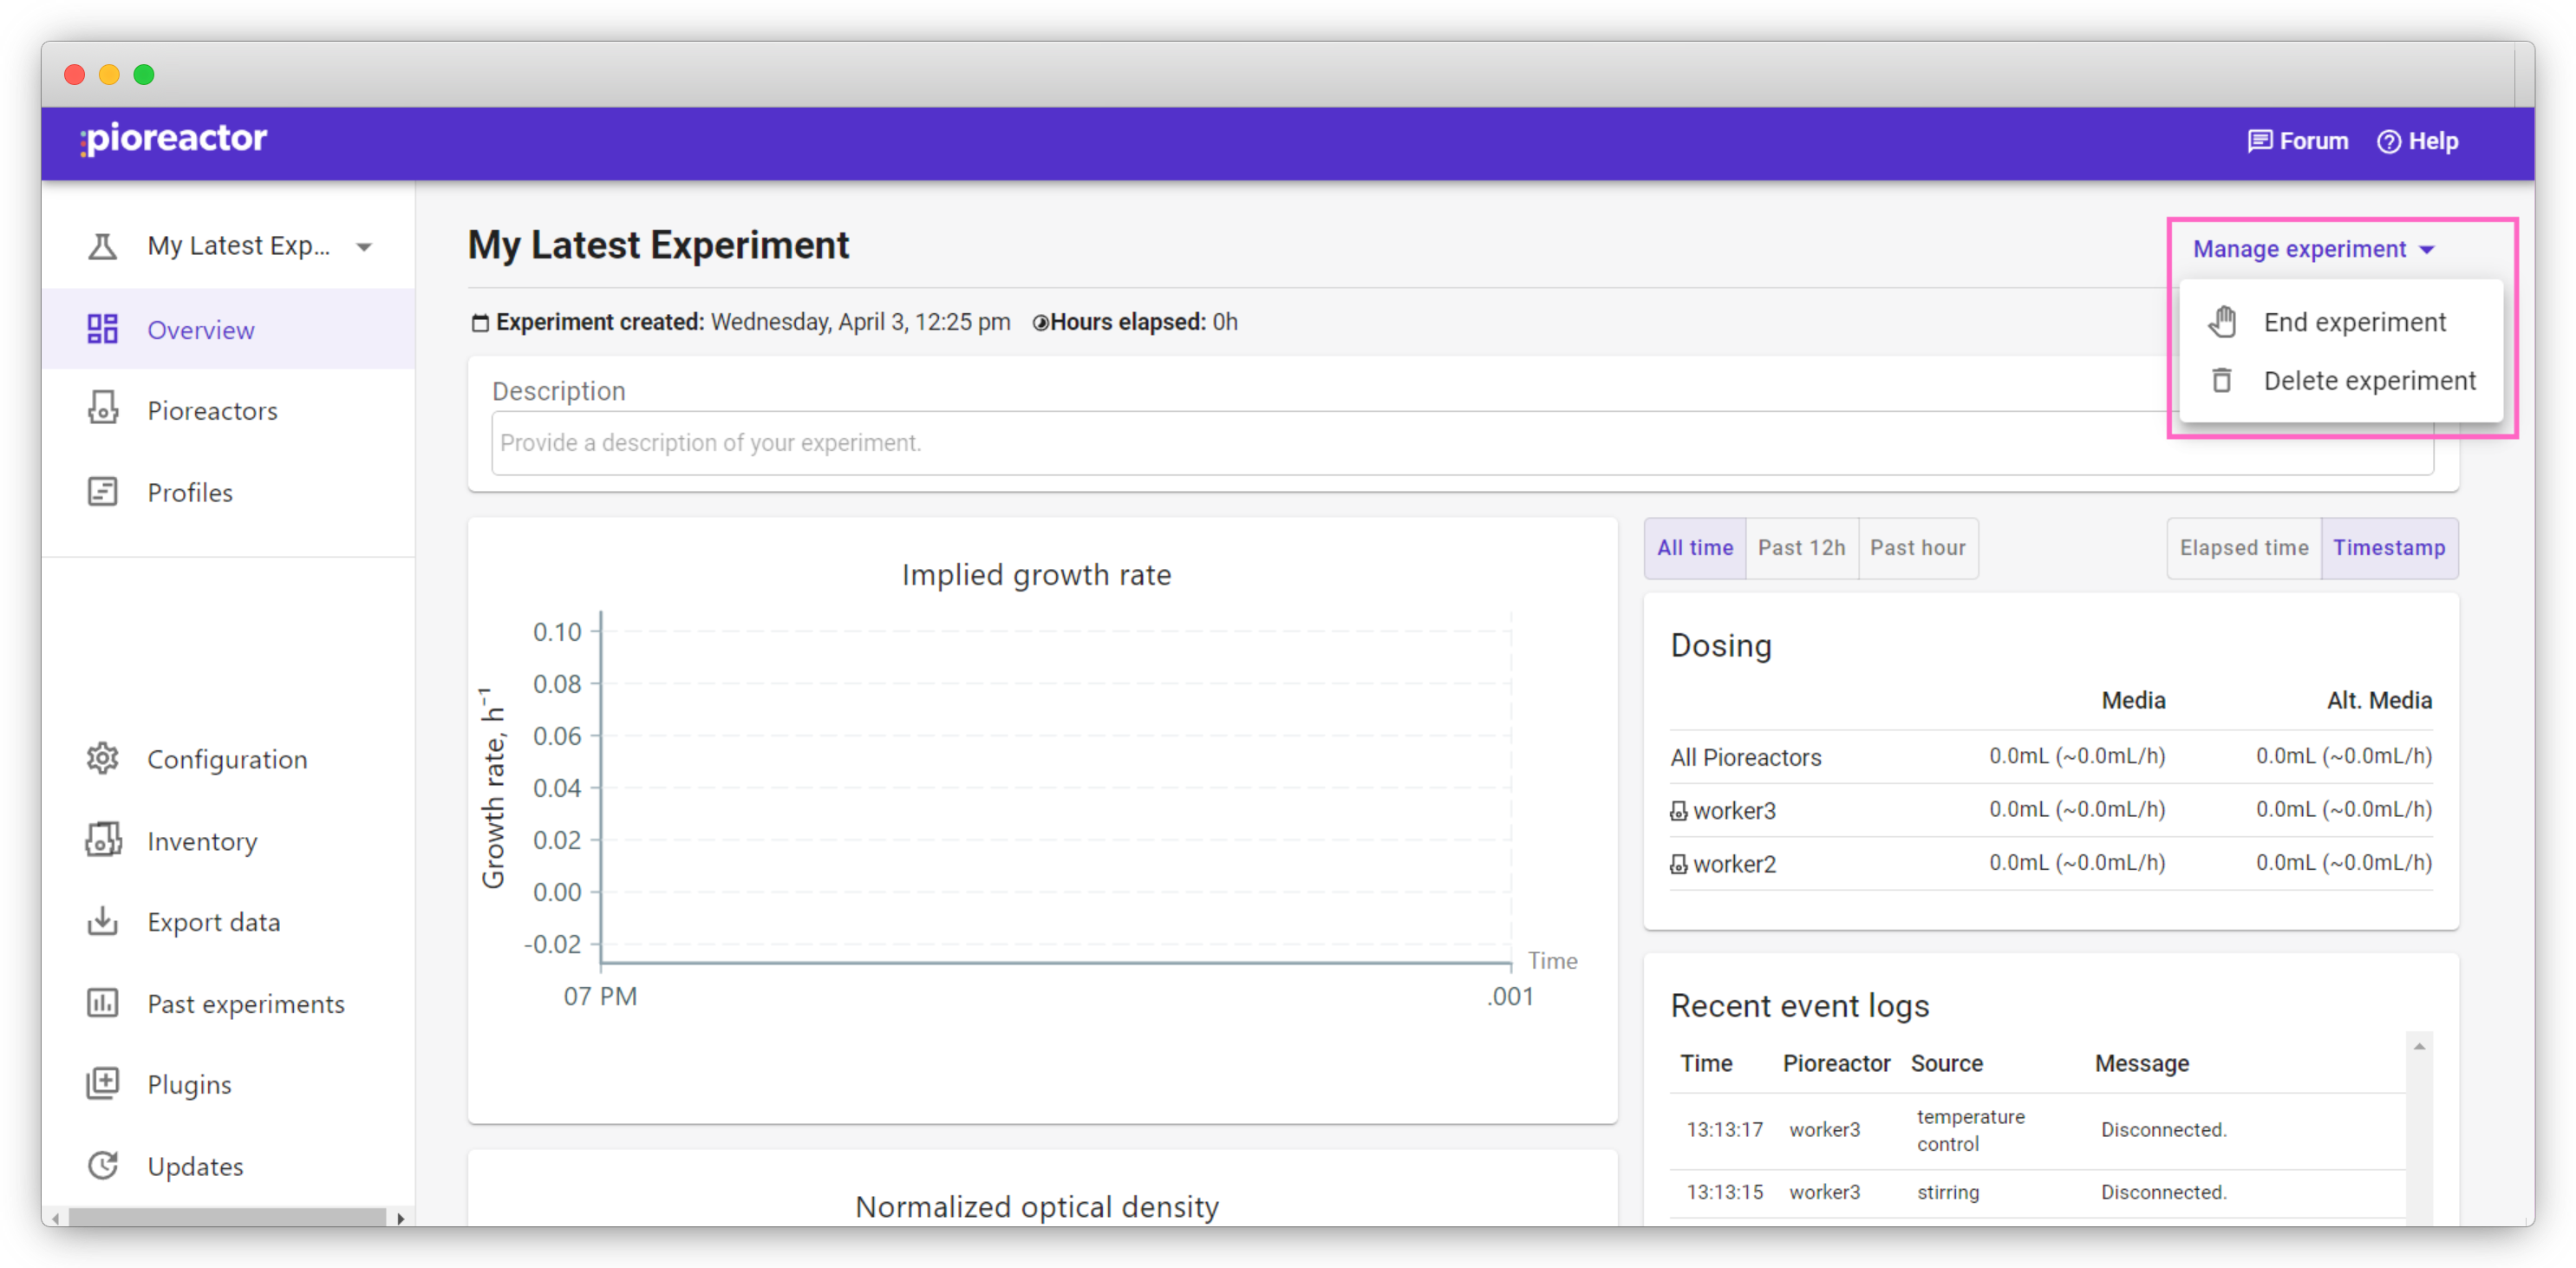 pioreactor
Forum
Help
My Latest Exp...
Overview
Pioreactors
Profiles
Configuration
Inventory
Export data
Past experiments
Plugins
Updates
My Latest Experiment
Manage experiment
End experiment
Delete experiment
Experiment created: Wednesday, April 3, 12:25 pm Hours elapsed: 0h
Description
Provide a description of your experiment.
Implied growth rate
Growth rate, h⁻¹
0.10
0.08
0.06
0.04
0.02
0.00
-0.02
Time
07 PM .001
Normalized optical density
All time Past 12h Past hour
Elapsed time Timestamp
Dosing
Media Alt. Media
All Pioreactors 0.0mL (~0.0mL/h) 0.0mL (~0.0mL/h)
worker3 0.0mL (~0.0mL/h) 0.0mL (~0.0mL/h)
worker2 0.0mL (~0.0mL/h) 0.0mL (~0.0mL/h)
Recent event logs
Time Pioreactor Source Message
13:13:17 worker3 temperature control Disconnected.
13:13:15 worker3 stirring Disconnected.